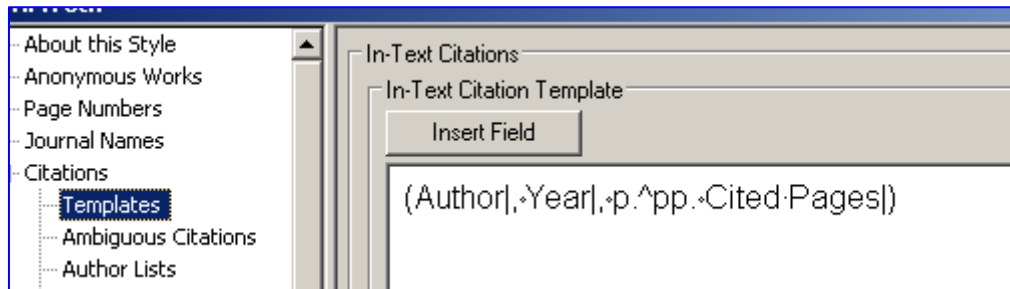 About this Style
Anonymous Works
Page Numbers
Journal Names
Citations
Templates
Ambiguous Citations
Author Lists
In-Text Citations
In-Text Citation Template
Insert Field
(Author|,·Year|,·p.^pp.·Cited·Pages|)